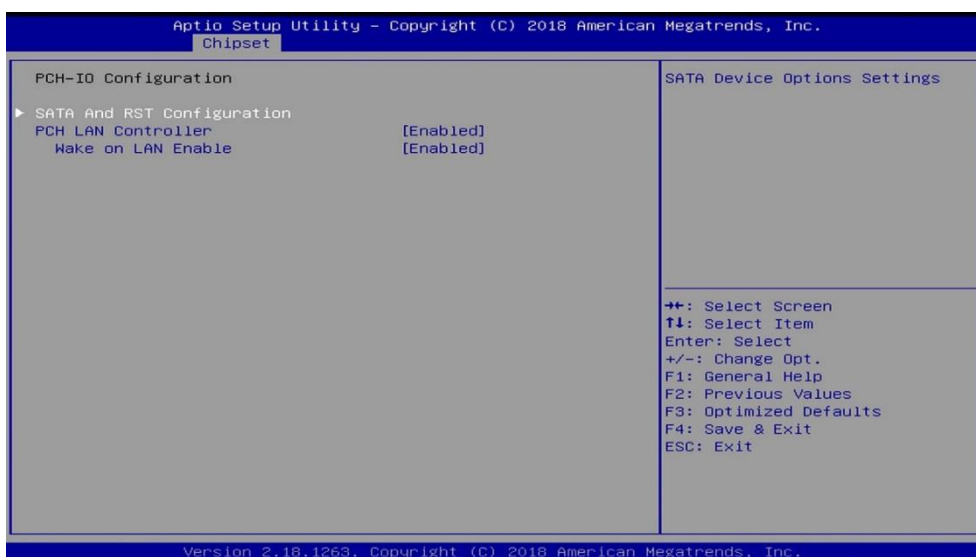 Aptio Setup Utility – Copyright (C) 2018 American Megatrends, Inc.
Chipset
PCH-IO Configuration
SATA And RST Configuration
PCH LAN Controller [Enabled]
Wake on LAN Enable [Enabled]
SATA Device Options Settings
→←: Select Screen
↑↓: Select Item
Enter: Select
+/-: Change Opt.
F1: General Help
F2: Previous Values
F3: Optimized Defaults
F4: Save & Exit
ESC: Exit
Version 2.18.1263. Copyright (C) 2018 American Megatrends, Inc.